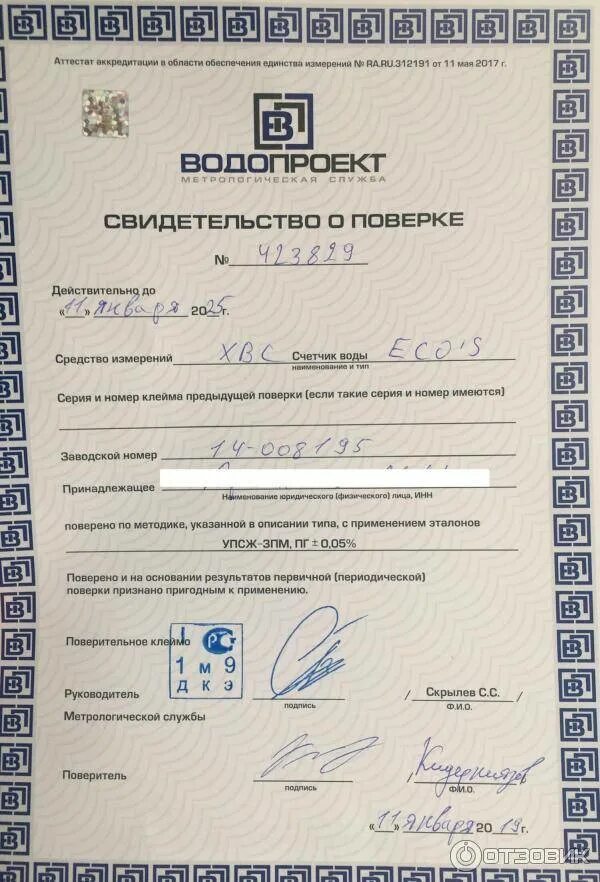 Аттестат аккредитации в области обеспечения единства измерений № RA.RU.312191 от 11 мая 2017 г.
ВОДОПРОЕКТ
МЕТРОЛОГИЧЕСКАЯ СЛУЖБА
СВИДЕТЕЛЬСТВО О ПОВЕРКЕ
№ 423829
Действительно до
«11» января 2025г.
Средство измерений ХВС Счетчик воды ECO'S
наименование и тип
Серия и номер клейма предыдущей поверки (если такие серия и номер имеются)
Заводской номер 14-008195
Принадлежащее
Наименование юридического (физического) лица, ИНН
поверено по методике, указанной в описании типа, с применением эталонов
УПСЖ-3ПМ, ПГ ± 0,05%
Поверено и на основании результатов первичной (периодической)
поверки признано пригодным к применению.
Поверительное клеймо
I РС
1 м 9
д к э
Руководитель / Скрылев С.С. /
подпись Ф.И.О.
Метрологической службы
Поверитель
подпись Ф.И.О.
«11» января 2019г.
ОТЗОВИК